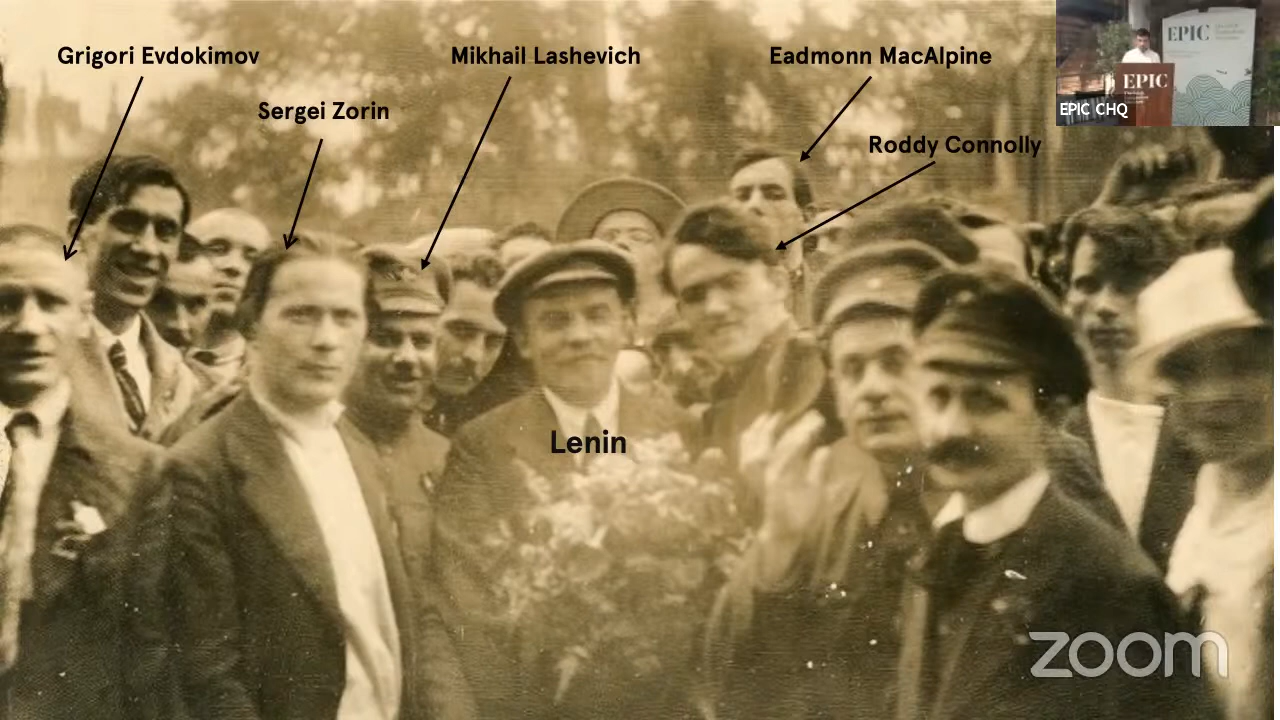 Grigori Evdokimov
Mikhail Lashevich
Eadmonn MacAlpine
Sergei Zorin
Roddy Connolly
Lenin
EPIC
EPIC
EPIC CHQ
zoom